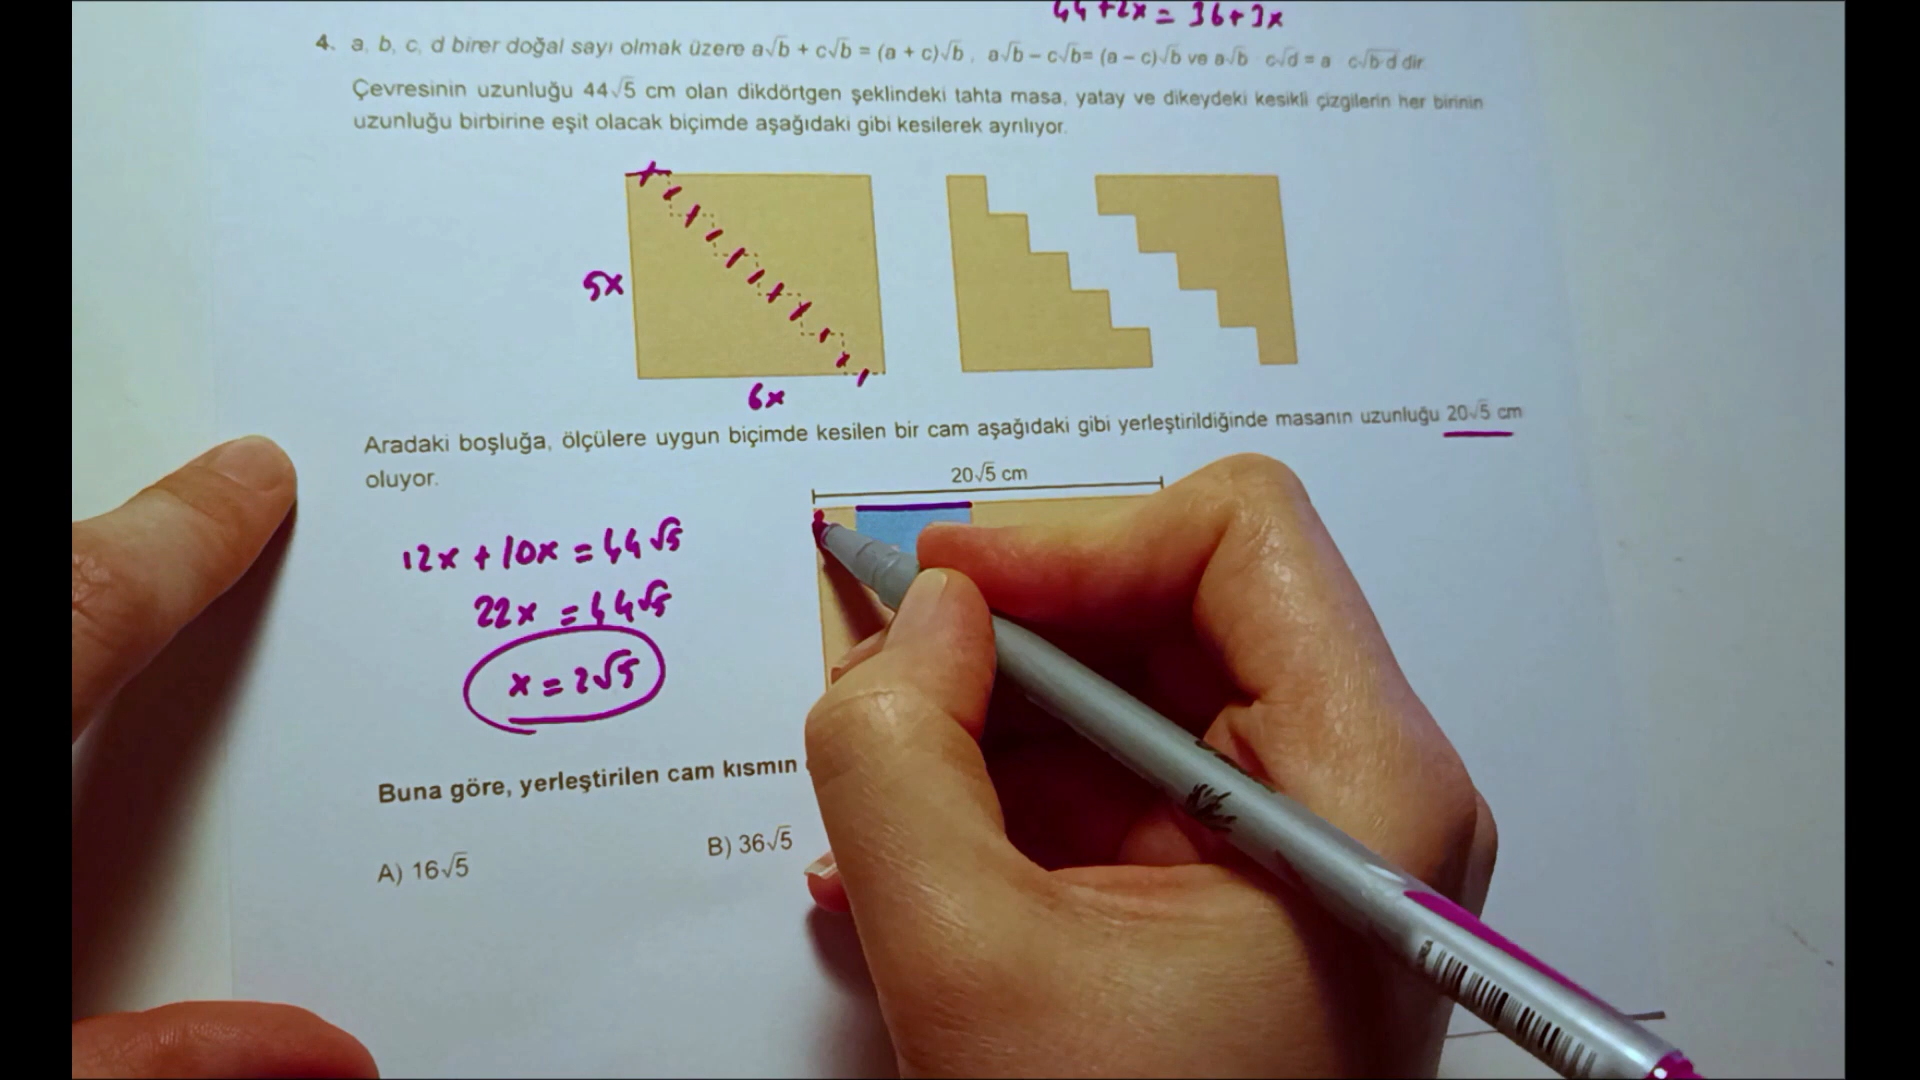 44+2x = 36+3x
4. a, b, c, d birer doğal sayı olmak üzere a√b + c√b = (a + c)√b , a√b – c√b= (a – c)√b ve a√b c√d = a c√b d dir.
Çevresinin uzunluğu 44√5 cm olan dikdörtgen şeklindeki tahta masa, yatay ve dikeydeki kesikli çizgilerin her birinin
uzunluğu birbirine eşit olacak biçimde aşağıdaki gibi kesilerek ayrılıyor.
5x
6x
Aradaki boşluğa, ölçülere uygun biçimde kesilen bir cam aşağıdaki gibi yerleştirildiğinde masanın uzunluğu 20√5 cm
oluyor.
20√5 cm
12x + 10x = 44√5
22x = 44√5
x = 2√5
Buna göre, yerleştirilen cam kısmın
A) 16√5
B) 36√5